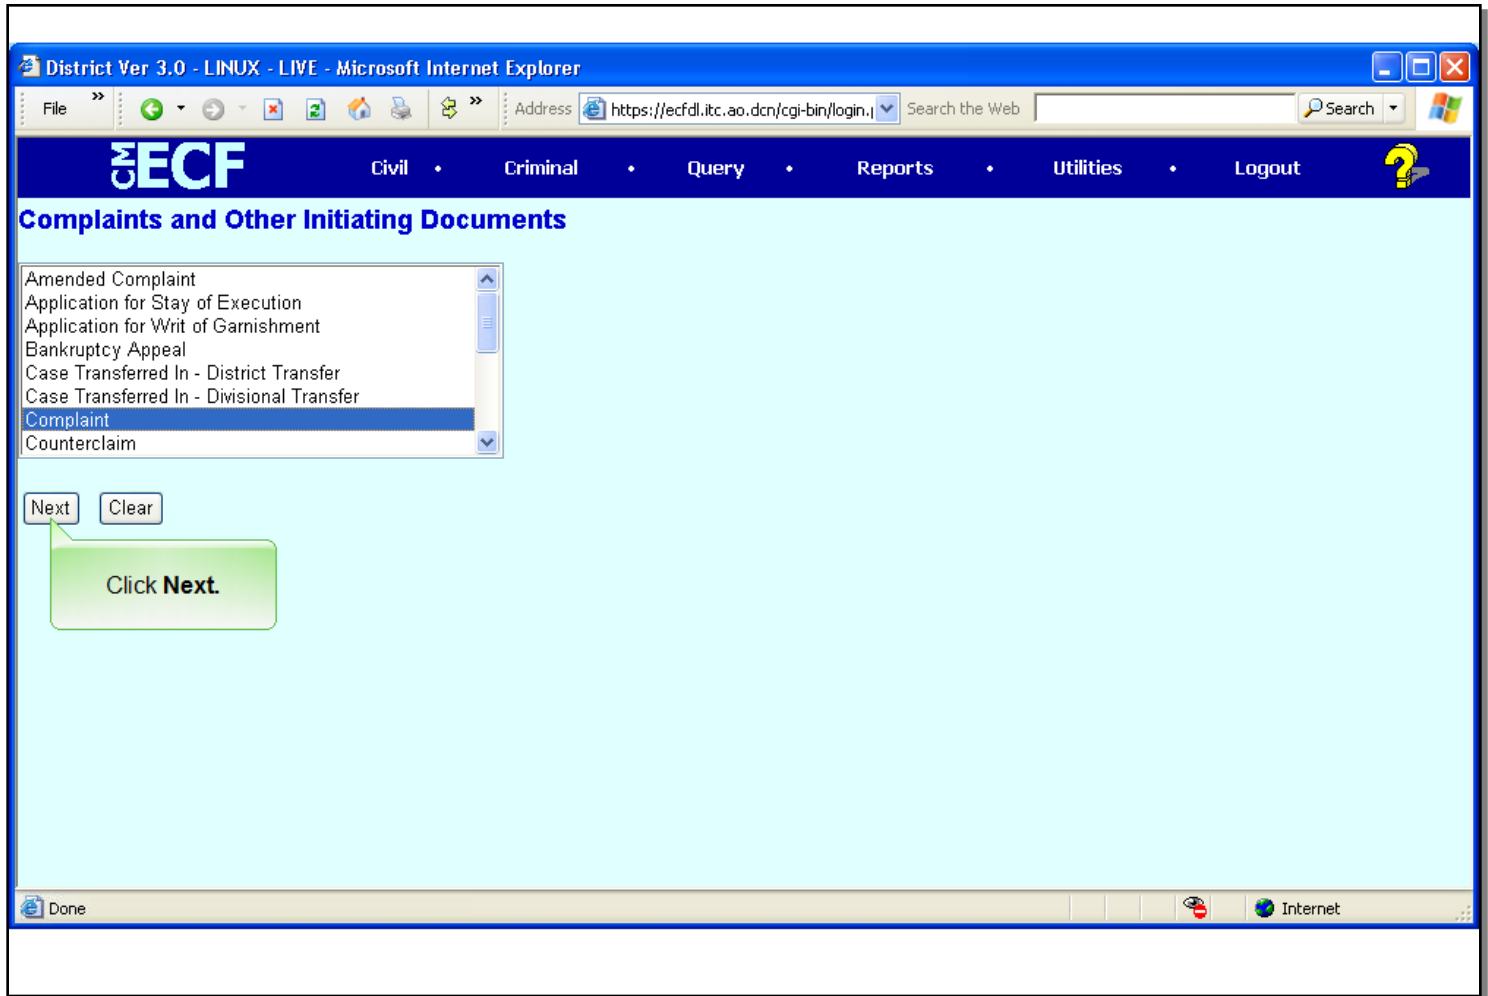 District Ver 3.0 - LINUX - LIVE - Microsoft Internet Explorer
File » » Address https://ecfdl.itc.ao.dcn/cgi-bin/login. Search the Web Search
CM ECF Civil • Criminal • Query • Reports • Utilities • Logout ?
Complaints and Other Initiating Documents
Amended Complaint
Application for Stay of Execution
Application for Writ of Garnishment
Bankruptcy Appeal
Case Transferred In - District Transfer
Case Transferred In - Divisional Transfer
Complaint
Counterclaim
Next Clear
Click Next.
Done Internet